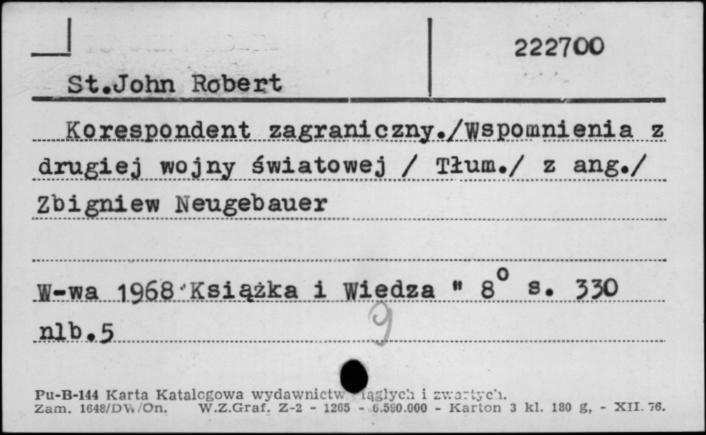 222700
St.John Robert
Korespondent zagraniczny./Wspomnienia z
drugiej wojny światowej / Tłum./ z ang./
Zbigniew Neugebauer
W-wa 1968 "Książka i Wiedza " 8° s. 330
nlb.5
9
Pu-B-144 Karta Katalogowa wydawnictw iągłych i zwartych.
Zam. 1648/DW/On. W.Z.Graf. Z-2 - 1265 - 6.590.000 - Karton 3 kl. 180 g, - XII. 76.